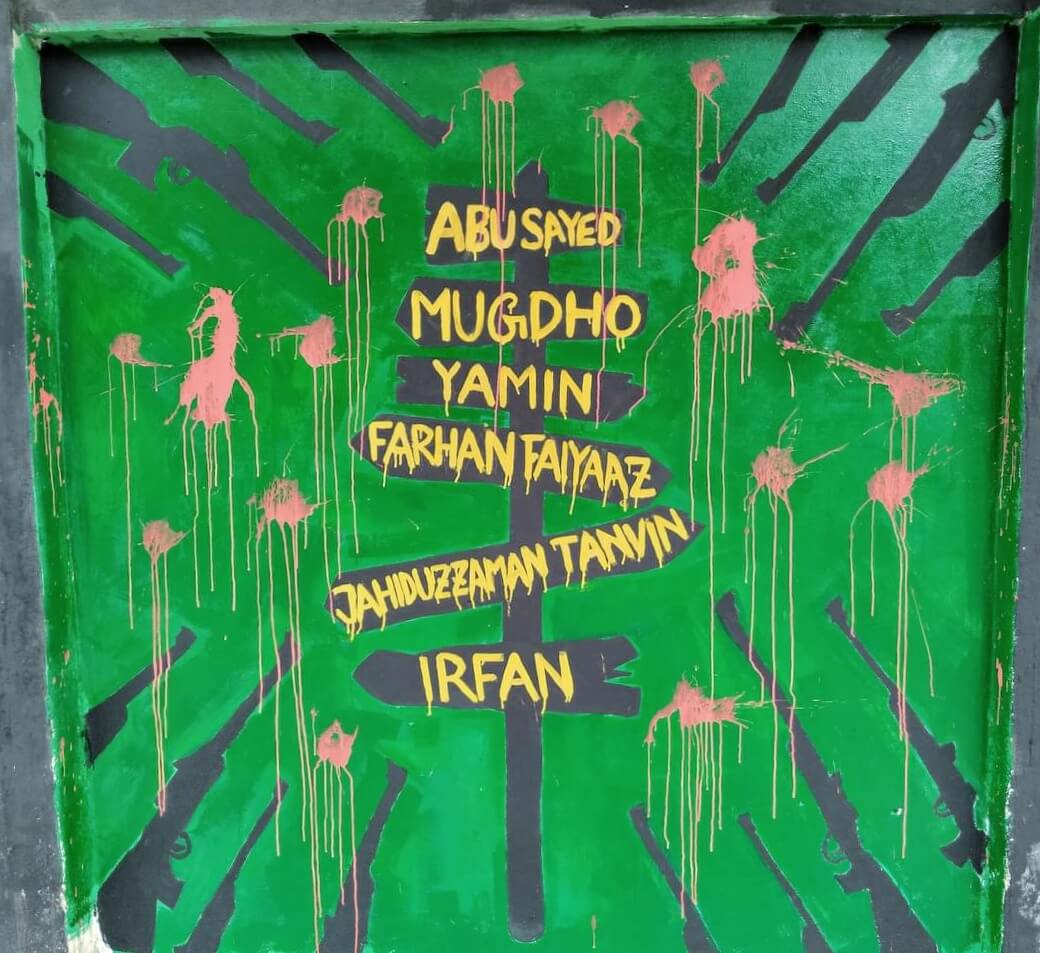 ABU SAYED
MUGDHO
YAMIN
FARHAN FAIYAAZ
JAHIDUZZAMAN TANVIN
IRFAN